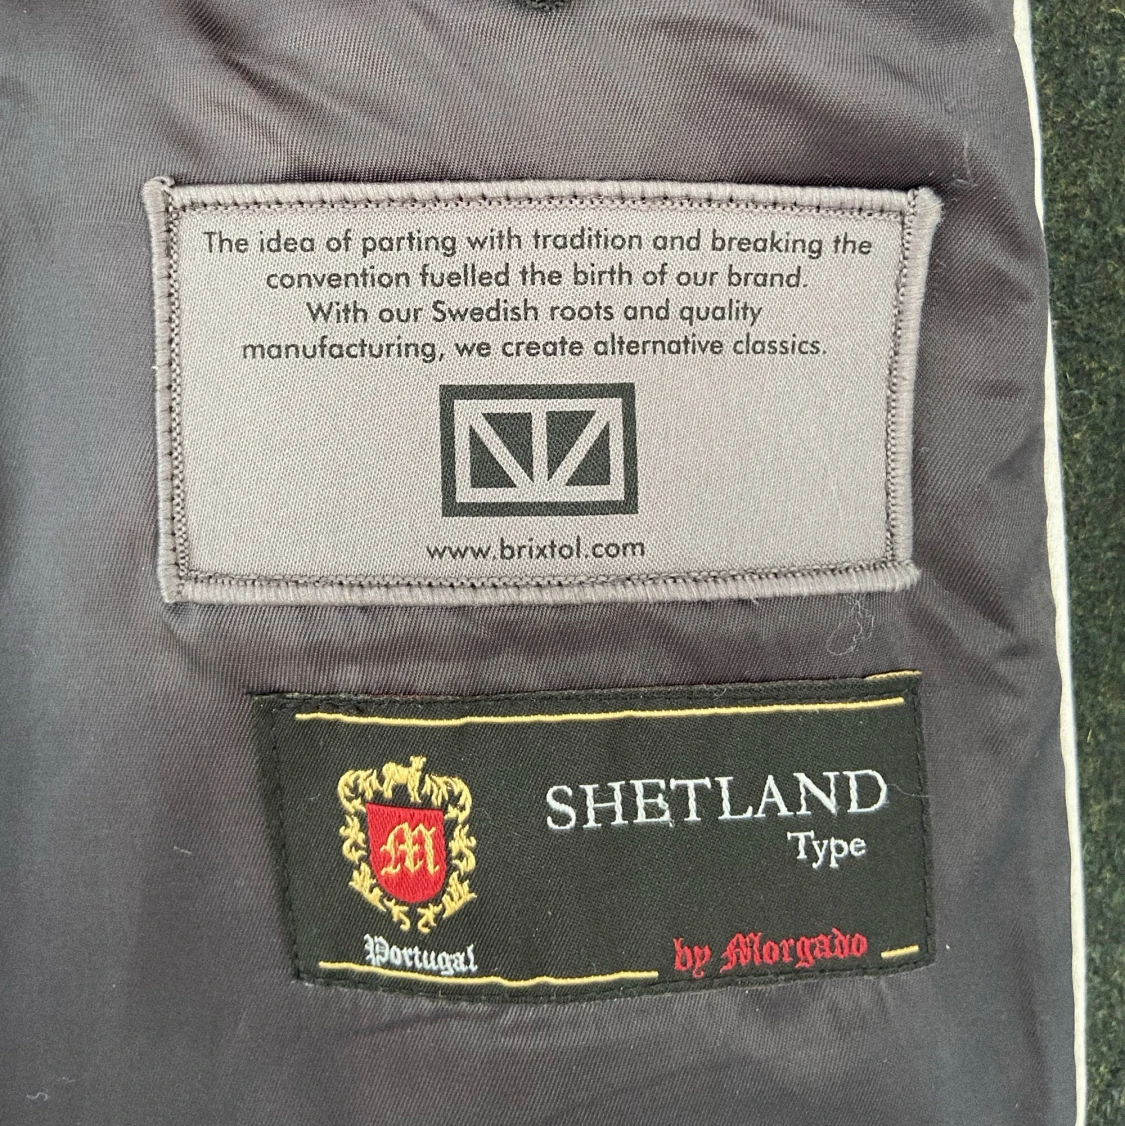 The idea of parting with tradition and breaking the
convention fuelled the birth of our brand.
With our Swedish roots and quality
manufacturing, we create alternative classics.
www.brixtol.com
SHETLAND
Type
M
Portugal
by Morgado